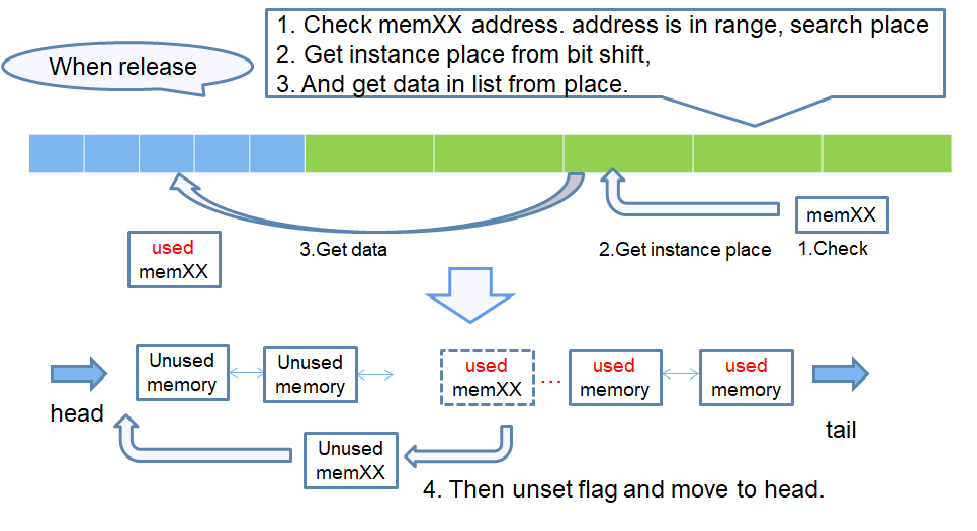 When release
1. Check memXX address. address is in range, search place
2. Get instance place from bit shift,
3. And get data in list from place.
memXX
used
memXX
3.Get data
2.Get instance place
1.Check
Unused
memory
Unused
memory
used
memXX
...
used
memory
used
memory
head
tail
Unused
memXX
4. Then unset flag and move to head.